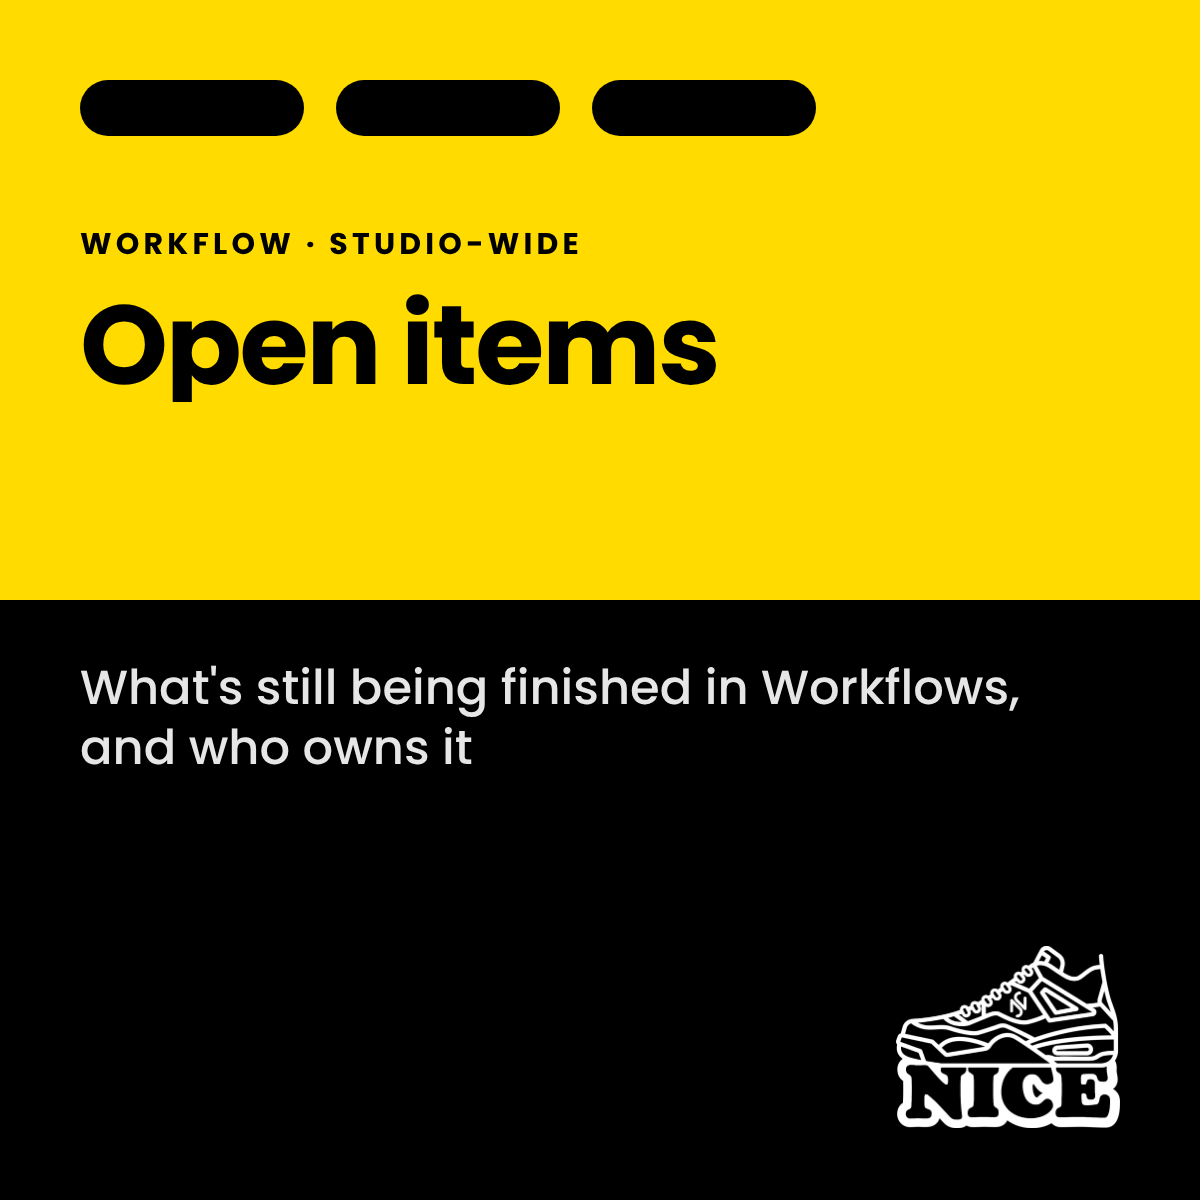 WORKFLOW · STUDIO-WIDE
Open items
What's still being finished in Workflows,
and who owns it
NICE